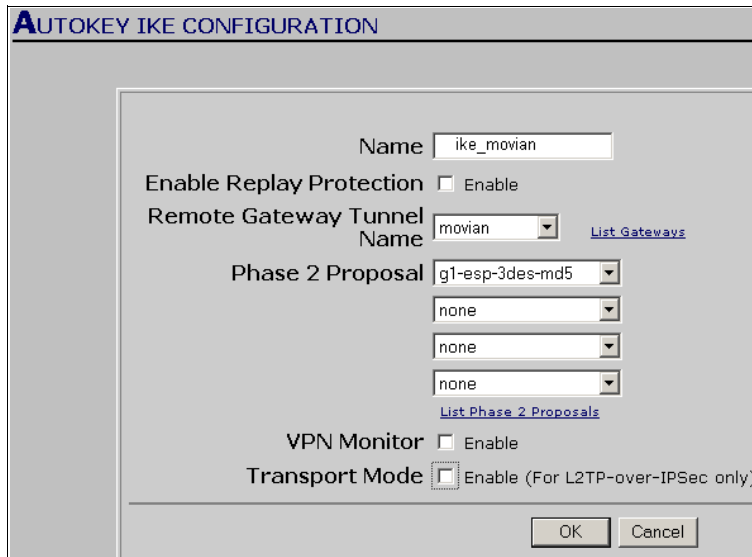 AUTOKEY IKE CONFIGURATION
Name ike_movian
Enable Replay Protection Enable
Remote Gateway Tunnel Name movian List Gateways
Phase 2 Proposal g1-esp-3des-md5
none
none
none
List Phase 2 Proposals
VPN Monitor Enable
Transport Mode Enable (For L2TP-over-IPSec only)
OK Cancel